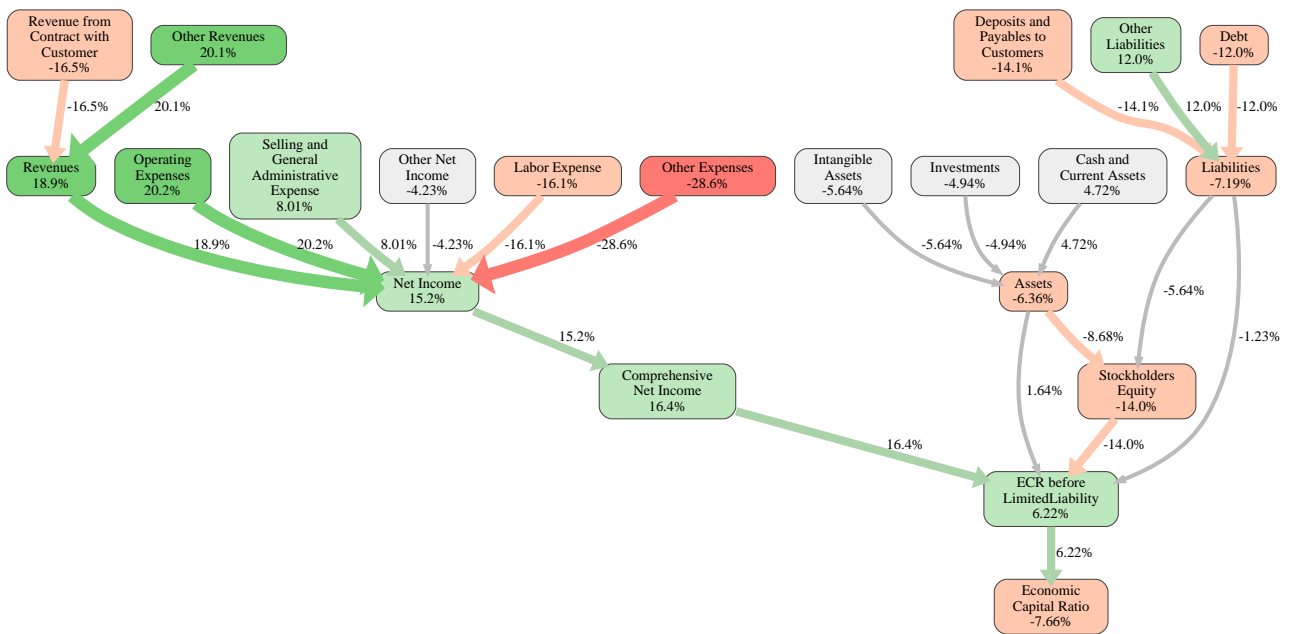 Revenue from
Contract with
Customer
-16.5%
Other Revenues
20.1%
Deposits and
Payables to
Customers
-14.1%
Other
Liabilities
12.0%
Debt
-12.0%
-16.5%
20.1%
-14.1%
12.0%
-12.0%
Revenues
18.9%
Operating
Expenses
20.2%
Selling and
General
Administrative
Expense
8.01%
Other Net
Income
-4.23%
Labor Expense
-16.1%
Other Expenses
-28.6%
Intangible
Assets
-5.64%
Investments
-4.94%
Cash and
Current Assets
4.72%
Liabilities
-7.19%
18.9%
20.2%
8.01%
-4.23%
-16.1%
-28.6%
-5.64%
-4.94%
4.72%
Net Income
15.2%
Assets
-6.36%
-5.64%
15.2%
-8.68%
-1.23%
Comprehensive
Net Income
16.4%
1.64%
Stockholders
Equity
-14.0%
16.4%
-14.0%
ECR before
LimitedLiability
6.22%
6.22%
Economic
Capital Ratio
-7.66%